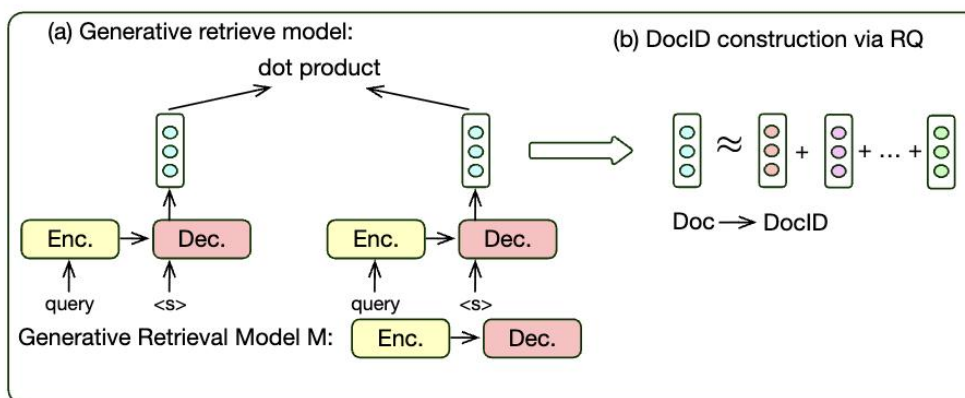 (a) Generative retrieve model:
dot product
Enc.
Dec.
query
<s>
Enc.
Dec.
query
<s>
Generative Retrieval Model M:
Enc.
Dec.
(b) DocID construction via RQ
≈ + + ... +
Doc → DocID